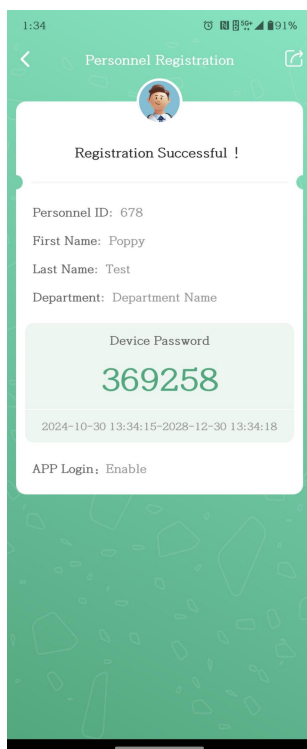 1:34
5G+ 91%
Personnel Registration
Registration Successful !
Personnel ID: 678
First Name: Poppy
Last Name: Test
Department: Department Name
Device Password
369258
2024-10-30 13:34:15-2028-12-30 13:34:18
APP Login: Enable